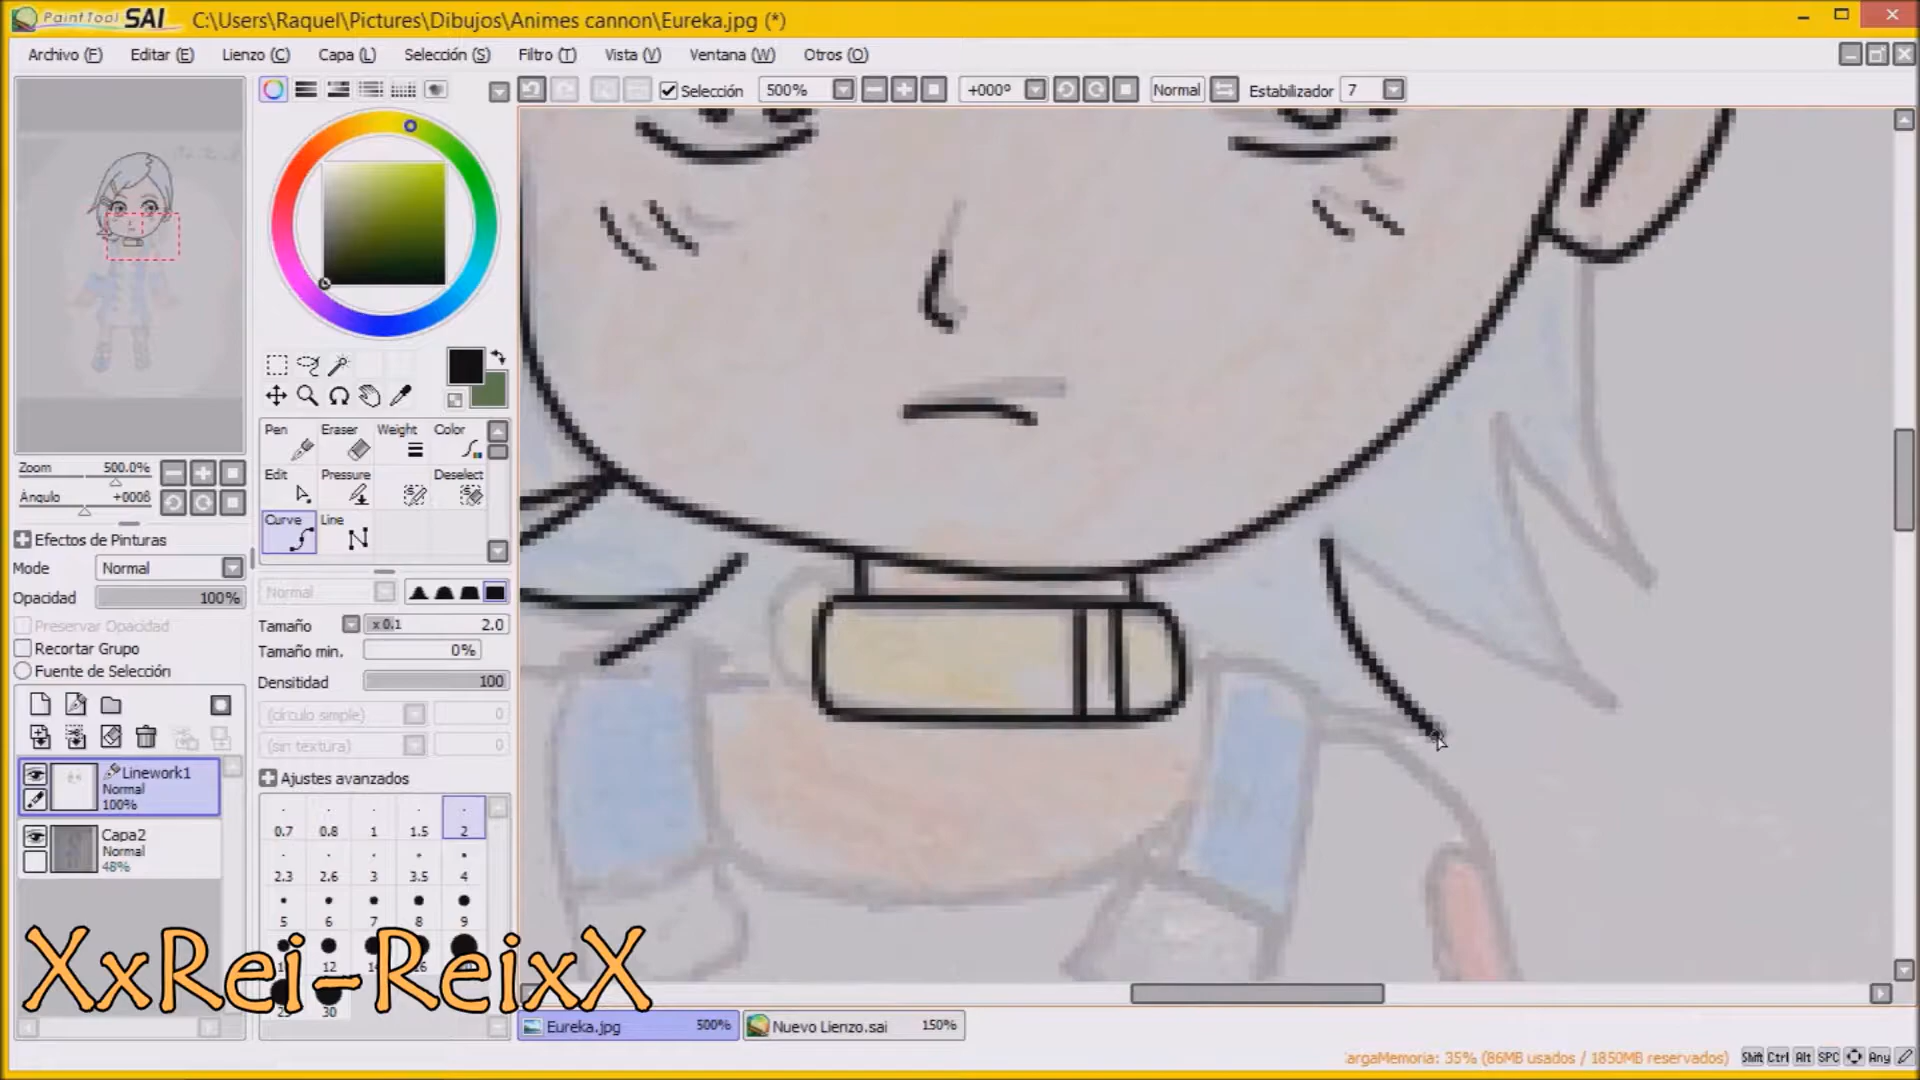 PaintTool SAI C:\Users\Raquel\Pictures\Dibujos\Animes cannon\Eureka.jpg (*)
Archivo (F) Editar (E) Lienzo (C) Capa (L) Selección (S) Filtro (T) Vista (V) Ventana (W) Otros (O)
Selección 500% +000º Normal Estabilizador 7
Zoom 500.0%
Ángulo +0006
Efectos de Pinturas
Mode Normal
Opacidad 100%
Preservar Opacidad
Recortar Grupo
Fuente de Selección
Linework1
Normal
100%
Capa2
Normal
48%
Pen Eraser Weight Color
Edit Pressure Deselect
Curve Line
Normal
Tamaño x 0.1 2.0
Tamaño min. 0%
Densitidad 100
(círculo simple) 0
(sin textura) 0
Ajustes avanzados
0.7 0.8 1 1.5 2
2.3 2.6 3 3.5 4
5 6 7 8 9
12
30
XxRei-ReixX
Eureka.jpg 500% Nuevo Lienzo.sai 150%
argaMemoria: 35% (86MB usados / 1850MB reservados) Shift Ctrl Alt SPC Any